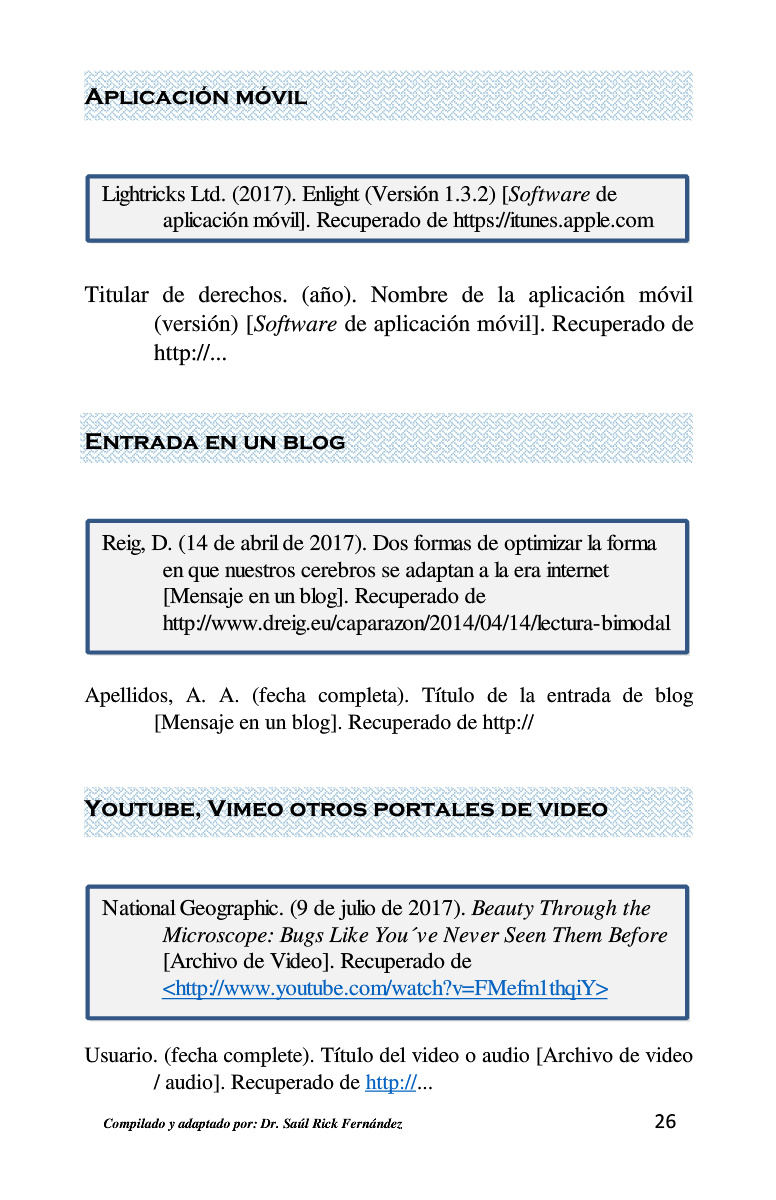 APLICACIÓN MÓVIL
Lightricks Ltd. (2017). Enlight (Versión 1.3.2) [Software de
aplicación móvil]. Recuperado de https://itunes.apple.com
Titular de derechos. (año). Nombre de la aplicación móvil
(versión) [Software de aplicación móvil]. Recuperado de
http://...
ENTRADA EN UN BLOG
Reig, D. (14 de abril de 2017). Dos formas de optimizar la forma
en que nuestros cerebros se adaptan a la era internet
[Mensaje en un blog]. Recuperado de
http://www.dreig.eu/caparazon/2014/04/14/lectura-bimodal
Apellidos, A. A. (fecha completa). Título de la entrada de blog
[Mensaje en un blog]. Recuperado de http://
YOUTUBE, VIMEO OTROS PORTALES DE VIDEO
National Geographic. (9 de julio de 2017). Beauty Through the
Microscope: Bugs Like You´ve Never Seen Them Before
[Archivo de Video]. Recuperado de
<http://www.youtube.com/watch?v=FMefm1thqiY>
Usuario. (fecha complete). Título del video o audio [Archivo de video
/ audio]. Recuperado de http://...
Compilado y adaptado por: Dr. Saúl Rick Fernández 26